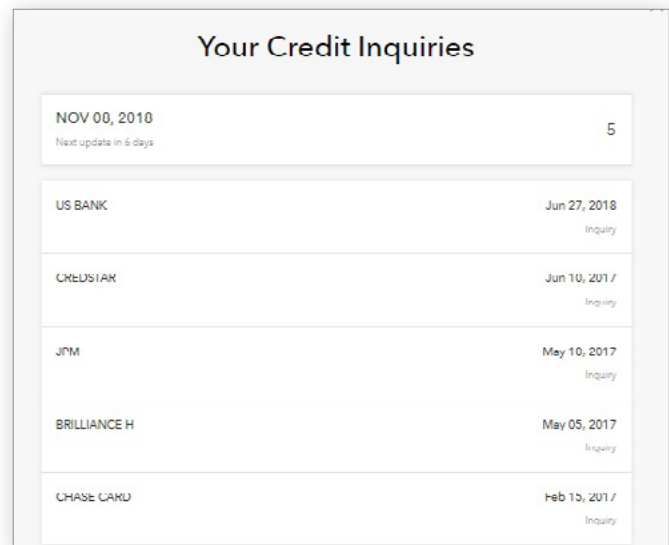 Your Credit Inquiries
NOV 08, 2018
5
Next update in 6 days
US BANK
Jun 27, 2018
Inquiry
CREDSTAR
Jun 10, 2017
Inquiry
JPM
May 10, 2017
Inquiry
BRILLIANCE H
May 05, 2017
Inquiry
CHASE CARD
Feb 15, 2017
Inquiry